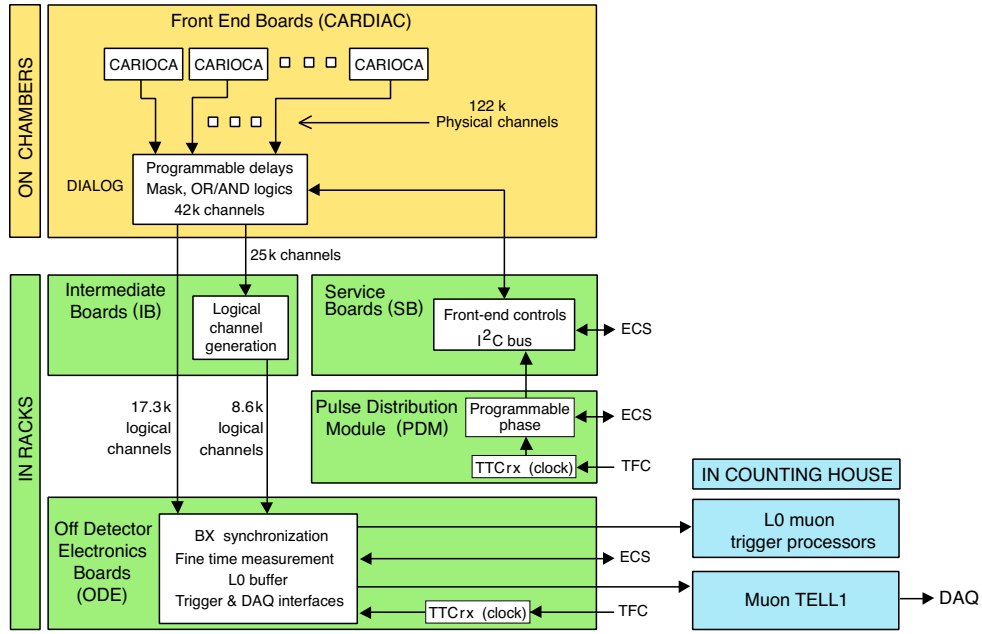 ON CHAMBERS
Front End Boards (CARDIAC)
CARIOCA
CARIOCA
CARIOCA
122 k
Physical channels
DIALOG
Programmable delays
Mask, OR/AND logics
42k channels
25k channels
IN RACKS
Intermediate
Boards (IB)
Logical
channel
generation
Service
Boards (SB)
Front-end controls
I²C bus
ECS
17.3k
logical
channels
8.6k
logical
channels
Pulse Distribution
Module (PDM)
Programmable
phase
ECS
TTCrx (clock)
TFC
IN COUNTING HOUSE
Off Detector
Electronics
Boards
(ODE)
BX synchronization
Fine time measurement
L0 buffer
Trigger & DAQ interfaces
L0 muon
trigger processors
ECS
TTCrx (clock)
TFC
Muon TELL1
DAQ